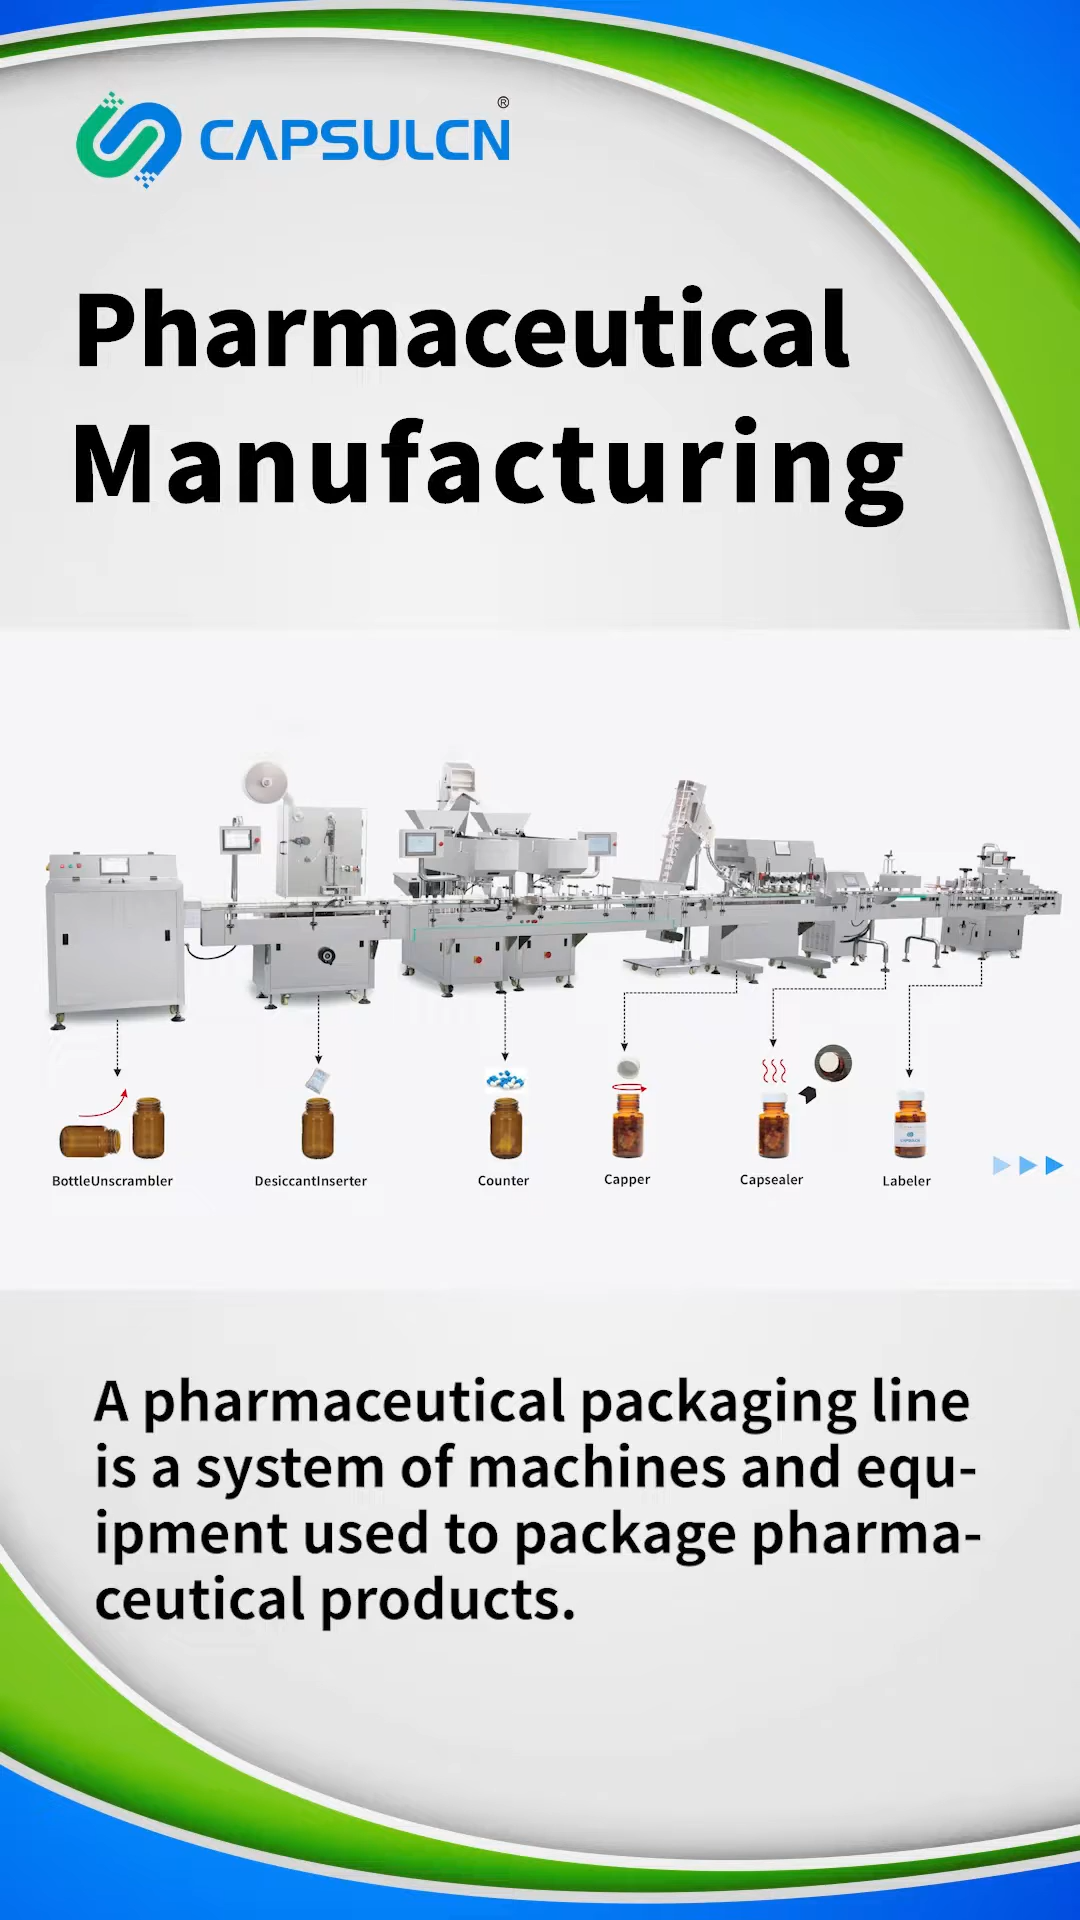 CAPSULCN®
Pharmaceutical
Manufacturing
BottleUnscrambler
DesiccantInserter
Counter
Capper
Capsealer
Labeler
CAPSULCN
A pharmaceutical packaging line
is a system of machines and equ-
ipment used to package pharma-
ceutical products.